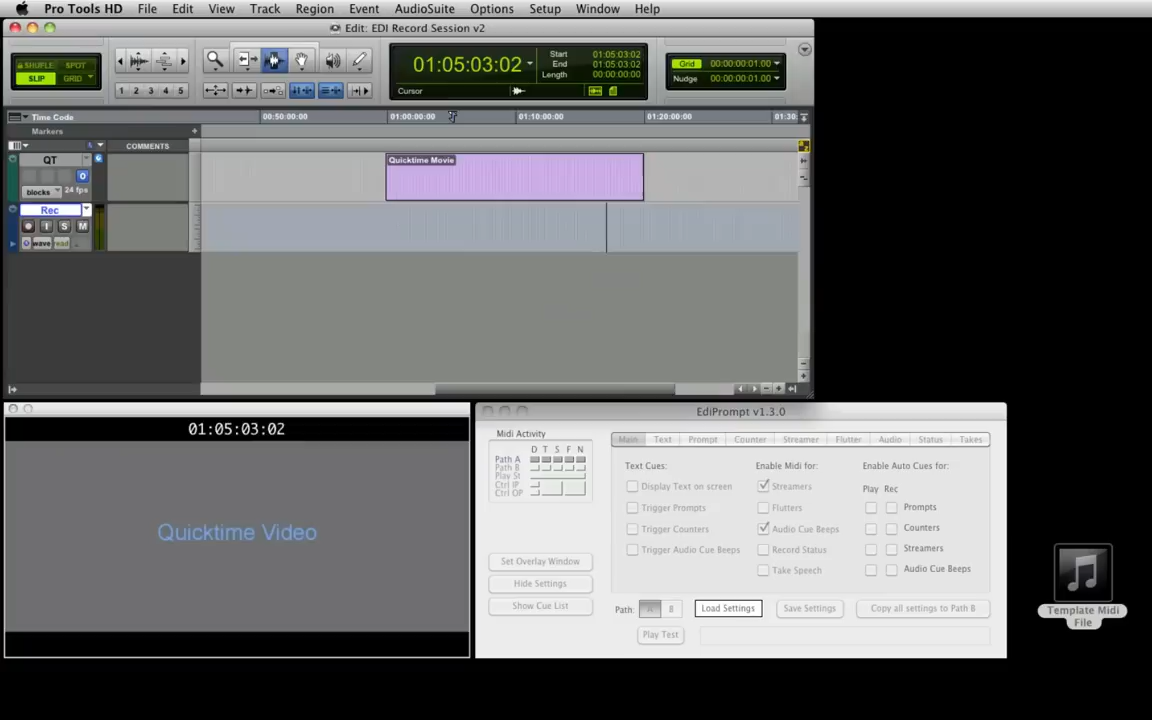 Pro Tools HD File Edit View Track Region Event AudioSuite Options Setup Window Help
Edit: EDI Record Session v2
SHUFFLE SPOT
SLIP GRID
1 2 3 4 5
01:05:03:02
Start 01:05:03:02
End 01:05:03:02
Length 00:00:00:00
Cursor
Grid 00:00:00:01.00
Nudge 00:00:00:01.00
Time Code 00:50:00:00 01:00:00:00 01:10:00:00 01:20:00:00 01:30
Markers
COMMENTS
QT
Quicktime Movie
blocks 24 fps
Rec
I S M
wave read
01:05:03:02
Quicktime Video
EdiPrompt v1.3.0
Midi Activity
D T S F N
Path A
Path B
Play St
Ctrl IP
Ctrl OP
Set Overlay Window
Hide Settings
Show Cue List
Main Text Prompt Counter Streamer Flutter Audio Status Takes
Text Cues:
Display Text on screen
Trigger Prompts
Trigger Counters
Trigger Audio Cue Beeps
Enable Midi for:
Streamers
Flutters
Audio Cue Beeps
Record Status
Take Speech
Enable Auto Cues for:
Play Rec
Prompts
Counters
Streamers
Audio Cue Beeps
Path: A B Load Settings Save Settings Copy all settings to Path B
Play Test
Template Midi
File